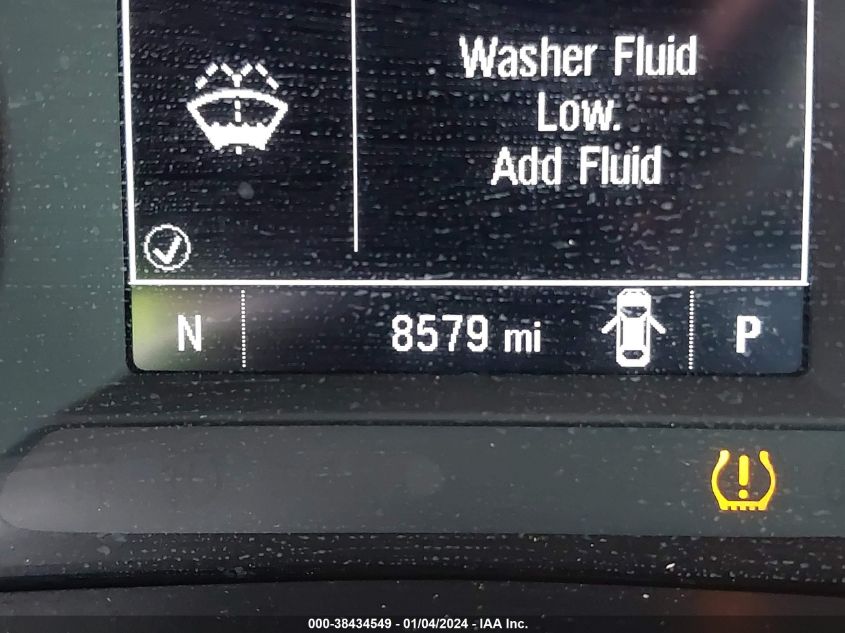 Washer Fluid
Low.
Add Fluid
N 8579 mi P
000-38434549 - 01/04/2024 - IAA Inc.